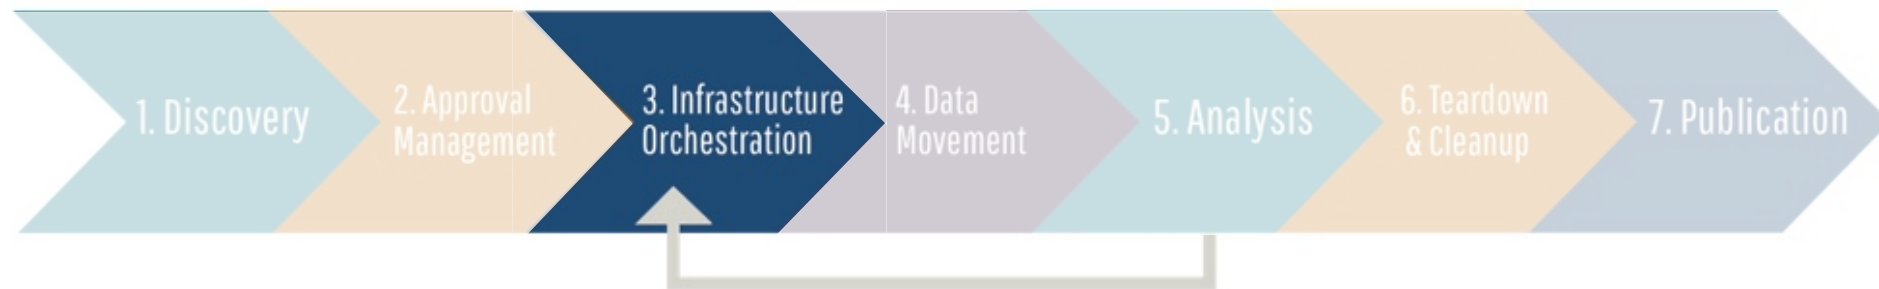 1. Discovery
2. Approval
Management
3. Infrastructure
Orchestration
4. Data
Movement
5. Analysis
6. Teardown
& Cleanup
7. Publication